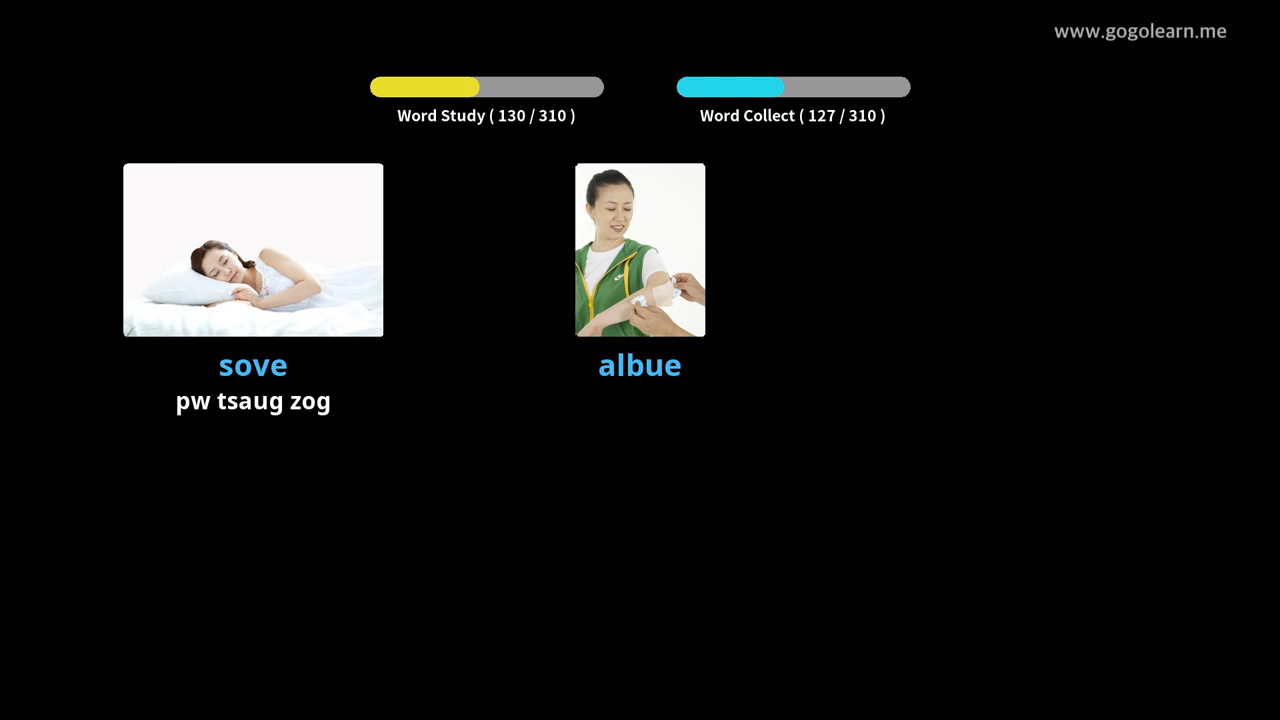 www.gogolearn.me
Word Study ( 130 / 310 )
Word Collect ( 127 / 310 )
sove
albue
pw tsaug zog